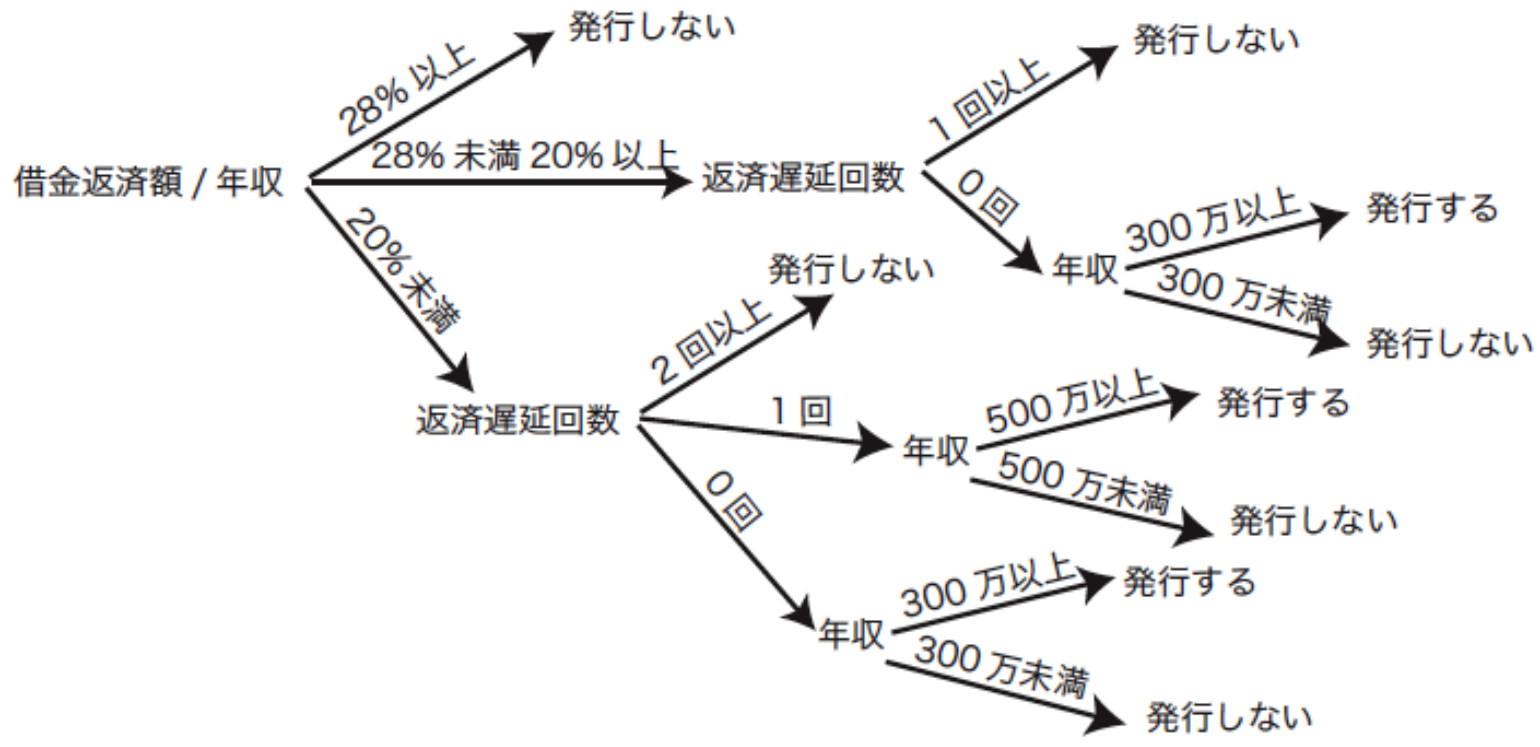 発行しない
28% 以上
28% 未満 20% 以上
借金返済額 / 年収
20% 未満
返済遅延回数
1 回以上
発行しない
0 回
年収
300 万以上
発行する
300 万未満
発行しない
返済遅延回数
2 回以上
発行しない
1 回
年収
500 万以上
発行する
500 万未満
発行しない
0 回
年収
300 万以上
発行する
300 万未満
発行しない